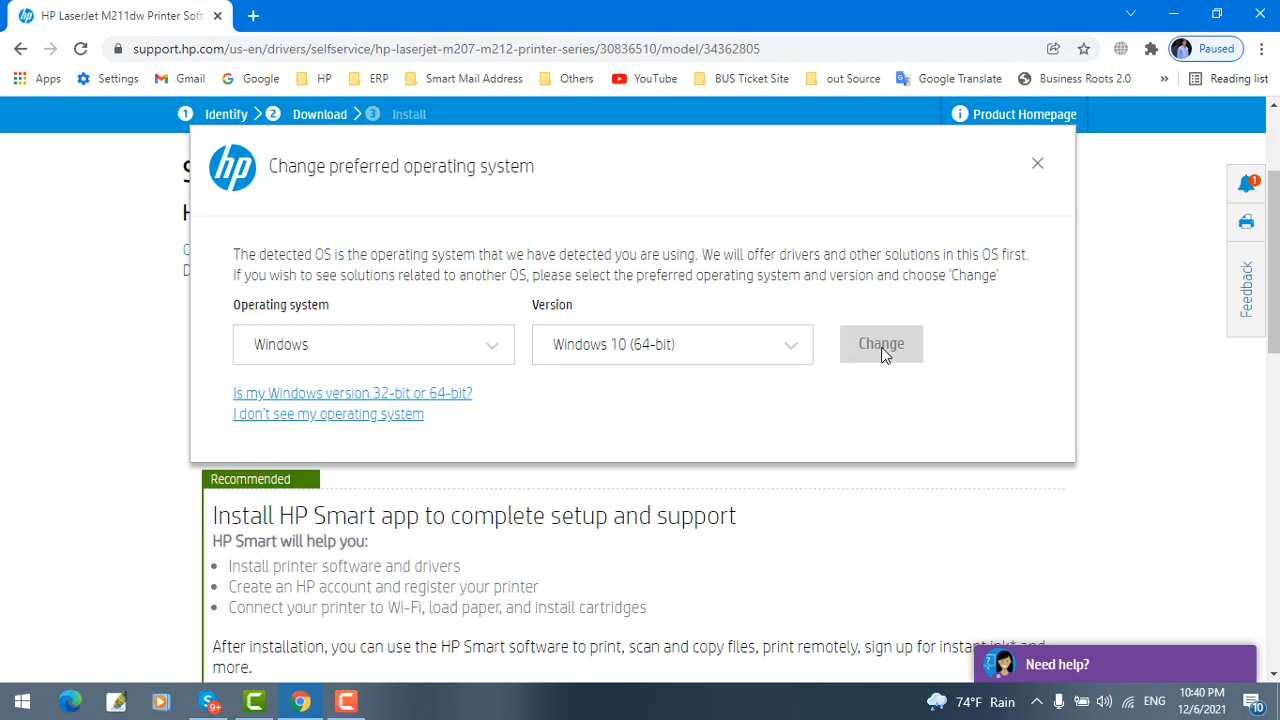 HP LaserJet M211dw Printer Soft
support.hp.com/us-en/drivers/selfservice/hp-laserjet-m207-m212-printer-series/30836510/model/34362805
Paused
Apps Settings Gmail Google HP ERP Smart Mail Address Others YouTube BUS Ticket Site out Source Google Translate Business Roots 2.0 » Reading list
1 Identify 2 Download 3 Install Product Homepage
hp Change preferred operating system
1
The detected OS is the operating system that we have detected you are using. We will offer drivers and other solutions in this OS first.
If you wish to see solutions related to another OS, please select the preferred operating system and version and choose 'Change'
Operating system Version
Windows Windows 10 (64-bit) Change
Feedback
Is my Windows version 32-bit or 64-bit?
I don't see my operating system
Recommended
Install HP Smart app to complete setup and support
HP Smart will help you:
• Install printer software and drivers
• Create an HP account and register your printer
• Connect your printer to Wi-Fi, load paper, and install cartridges
After installation, you can use the HP Smart software to print, scan and copy files, print remotely, sign up for instant ink* and
more.
Need help?
9+ 74°F Rain ENG 10:40 PM
12/6/2021 10